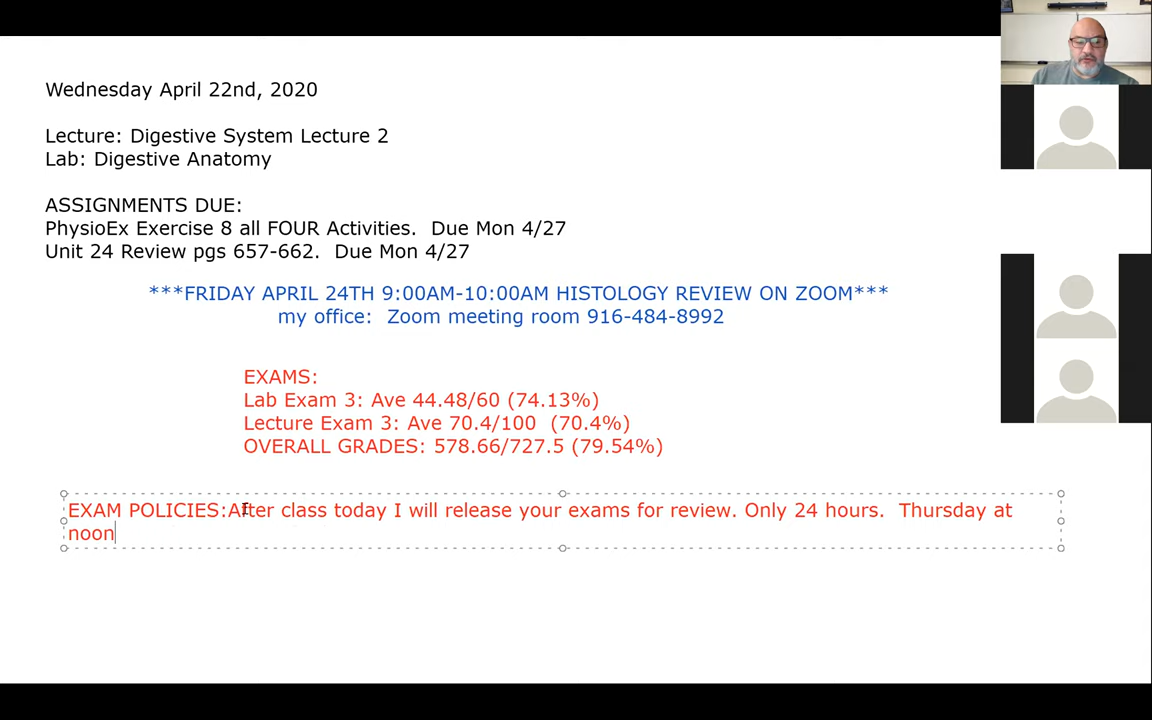 Wednesday April 22nd, 2020
Lecture: Digestive System Lecture 2
Lab: Digestive Anatomy
ASSIGNMENTS DUE:
PhysioEx Exercise 8 all FOUR Activities.  Due Mon 4/27
Unit 24 Review pgs 657-662.  Due Mon 4/27
***FRIDAY APRIL 24TH 9:00AM-10:00AM HISTOLOGY REVIEW ON ZOOM***
my office:  Zoom meeting room 916-484-8992
EXAMS:
Lab Exam 3: Ave 44.48/60 (74.13%)
Lecture Exam 3: Ave 70.4/100  (70.4%)
OVERALL GRADES: 578.66/727.5 (79.54%)
EXAM POLICIES:After class today I will release your exams for review. Only 24 hours.  Thursday at
noon